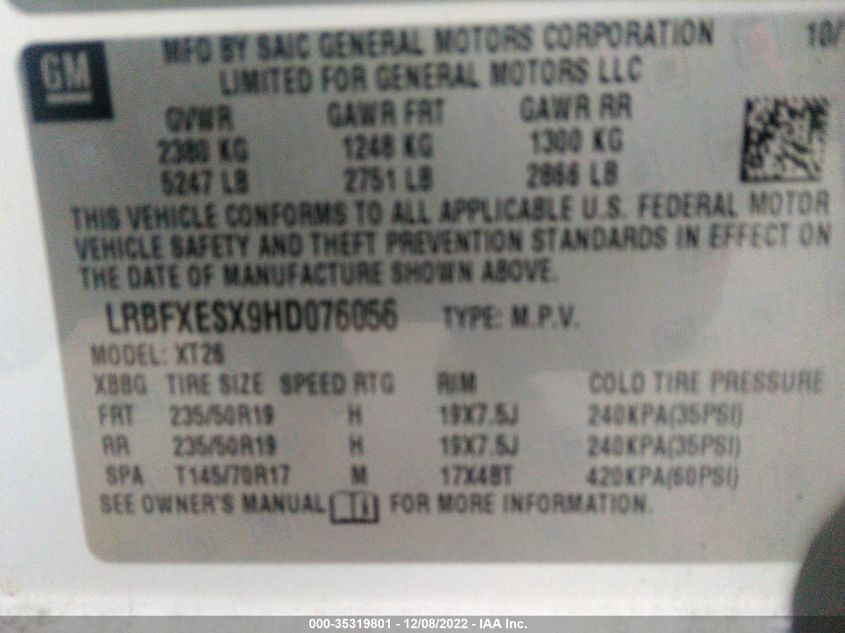 GM
MFD BY SAIC GENERAL MOTORS CORPORATION 10/
LIMITED FOR GENERAL MOTORS LLC
GVWR GAWR FRT GAWR RR
2380 KG 1248 KG 1300 KG
5247 LB 2751 LB 2866 LB
THIS VEHICLE CONFORMS TO ALL APPLICABLE U.S. FEDERAL MOTOR
VEHICLE SAFETY AND THEFT PREVENTION STANDARDS IN EFFECT ON
THE DATE OF MANUFACTURE SHOWN ABOVE.
LRBFXESX9HD076056 TYPE: M.P.V.
MODEL: XT26
XBBG TIRE SIZE SPEED RTG RIM COLD TIRE PRESSURE
FRT 235/50R19 H 19X7.5J 240KPA(35PSI)
RR 235/50R19 H 19X7.5J 240KPA(35PSI)
SPA T145/70R17 M 17X4BT 420KPA(60PSI)
SEE OWNER'S MANUAL FOR MORE INFORMATION.
000-35319801 - 12/08/2022 - IAA Inc.